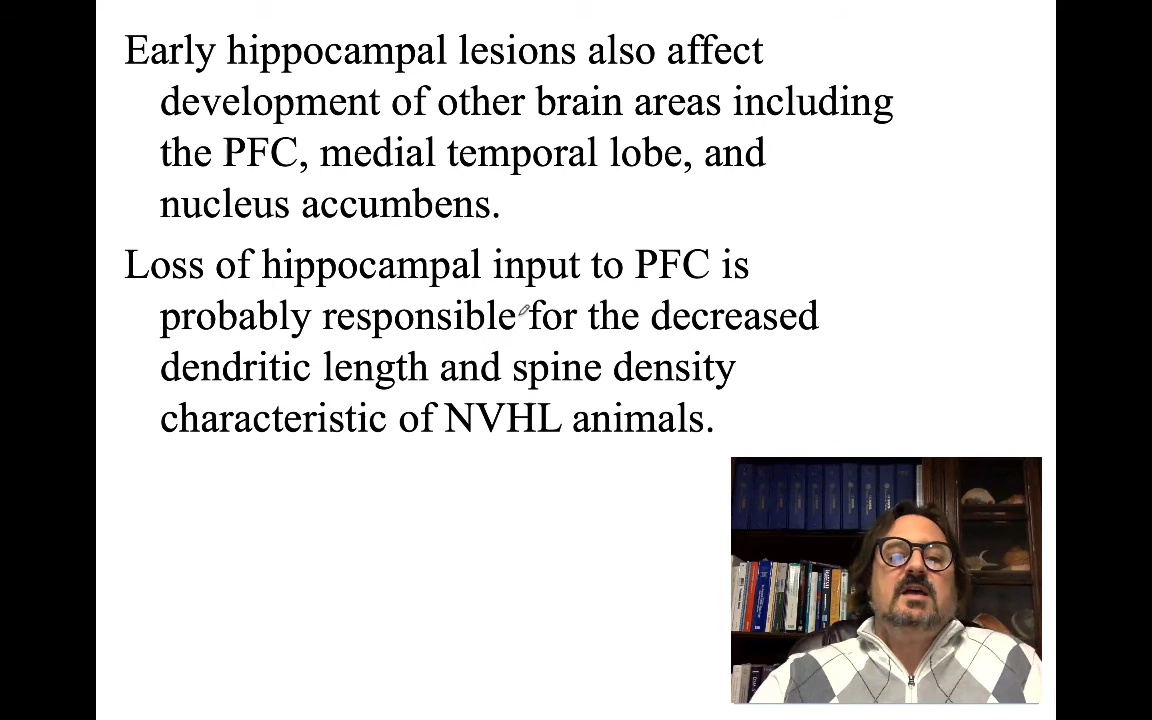 Early hippocampal lesions also affect
development of other brain areas including
the PFC, medial temporal lobe, and
nucleus accumbens.
Loss of hippocampal input to PFC is
probably responsible for the decreased
dendritic length and spine density
characteristic of NVHL animals.